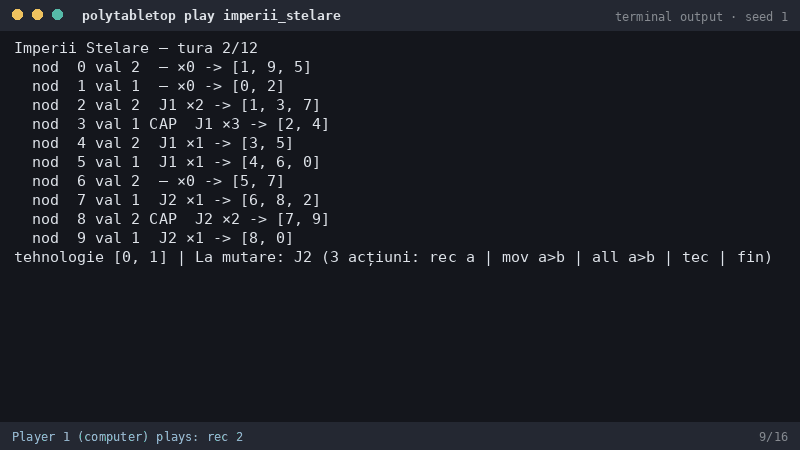 polytabletop play imperii_stelare
terminal output · seed 1
Imperii Stelare — tura 2/12
nod  0 val 2  — ×0 -> [1, 9, 5]
nod  1 val 1  — ×0 -> [0, 2]
nod  2 val 2  J1 ×2 -> [1, 3, 7]
nod  3 val 1 CAP  J1 ×3 -> [2, 4]
nod  4 val 2  J1 ×1 -> [3, 5]
nod  5 val 1  J1 ×1 -> [4, 6, 0]
nod  6 val 2  — ×0 -> [5, 7]
nod  7 val 1  J2 ×1 -> [6, 8, 2]
nod  8 val 2 CAP  J2 ×2 -> [7, 9]
nod  9 val 1  J2 ×1 -> [8, 0]
tehnologie [0, 1] | La mutare: J2 (3 acțiuni: rec a | mov a>b | all a>b | tec | fin)
Player 1 (computer) plays: rec 2
9/16